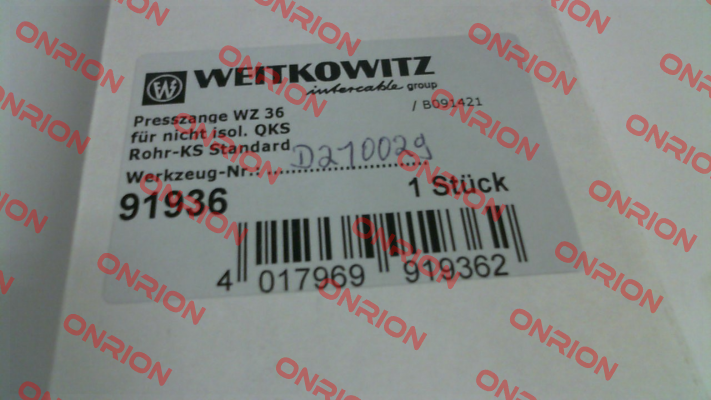 WEITKOWITZ
intercable group
Presszange WZ 36 / B091421
für nicht isol. QKS
Rohr-KS Standard
Werkzeug-Nr.: D210029
91936 1 Stück
4 017969 919362
ONRION